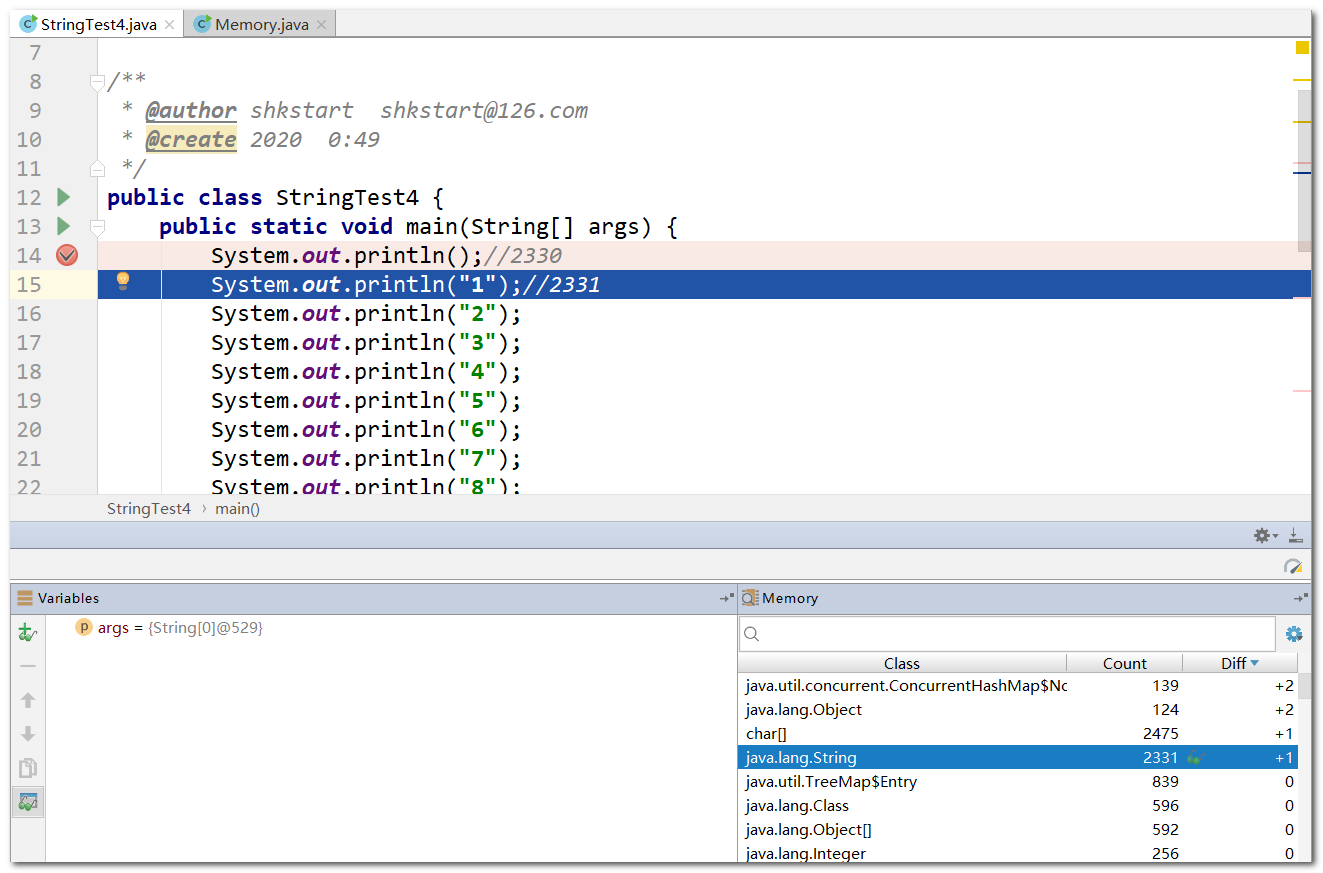 StringTest4.java Memory.java
7
8 /**
9 * @author shkstart shkstart@126.com
10 * @create 2020 0:49
11 */
12 public class StringTest4 {
13 public static void main(String[] args) {
14 System.out.println();//2330
15 System.out.println("1");//2331
16 System.out.println("2");
17 System.out.println("3");
18 System.out.println("4");
19 System.out.println("5");
20 System.out.println("6");
21 System.out.println("7");
22 System.out.println("8");
StringTest4 › main()
Variables
p args = {String[0]@529}
Memory
Class Count Diff
java.util.concurrent.ConcurrentHashMap$No 139 +2
java.lang.Object 124 +2
char[] 2475 +1
java.lang.String 2331 +1
java.util.TreeMap$Entry 839 0
java.lang.Class 596 0
java.lang.Object[] 592 0
java.lang.Integer 256 0